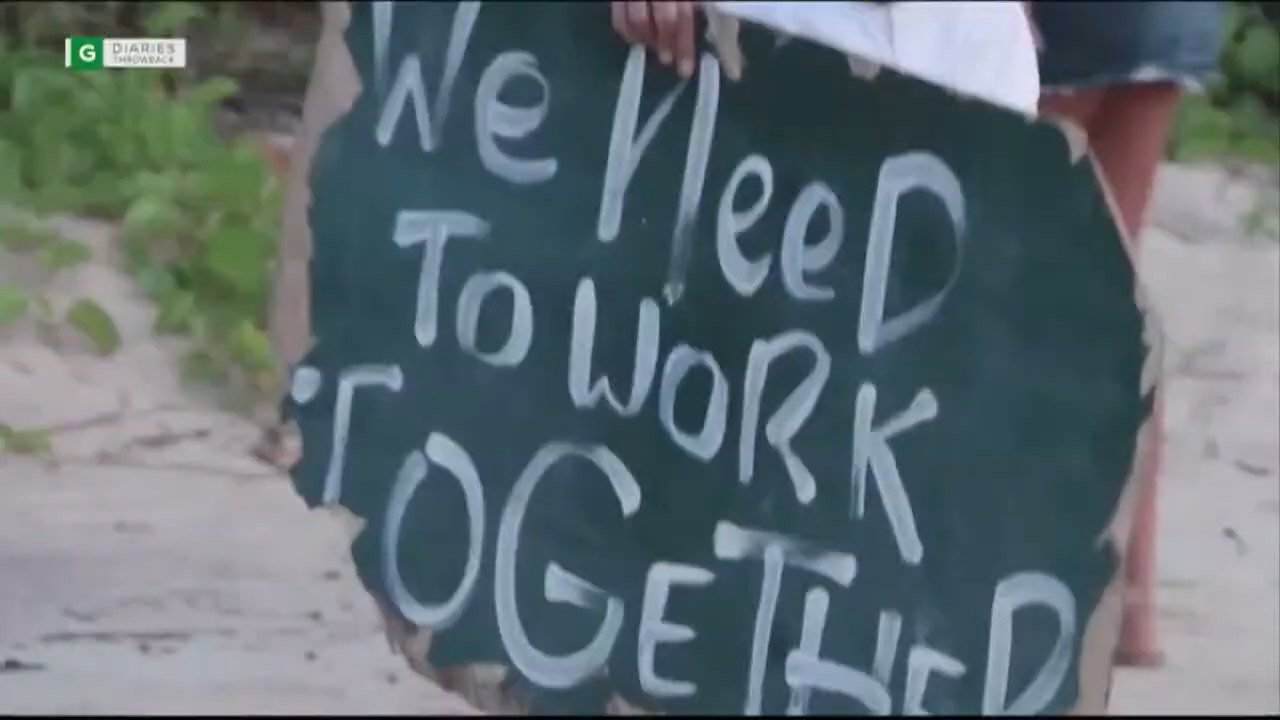 G DIARIES
THROWBACK
We NeeD
To WoRK
ToGETHER